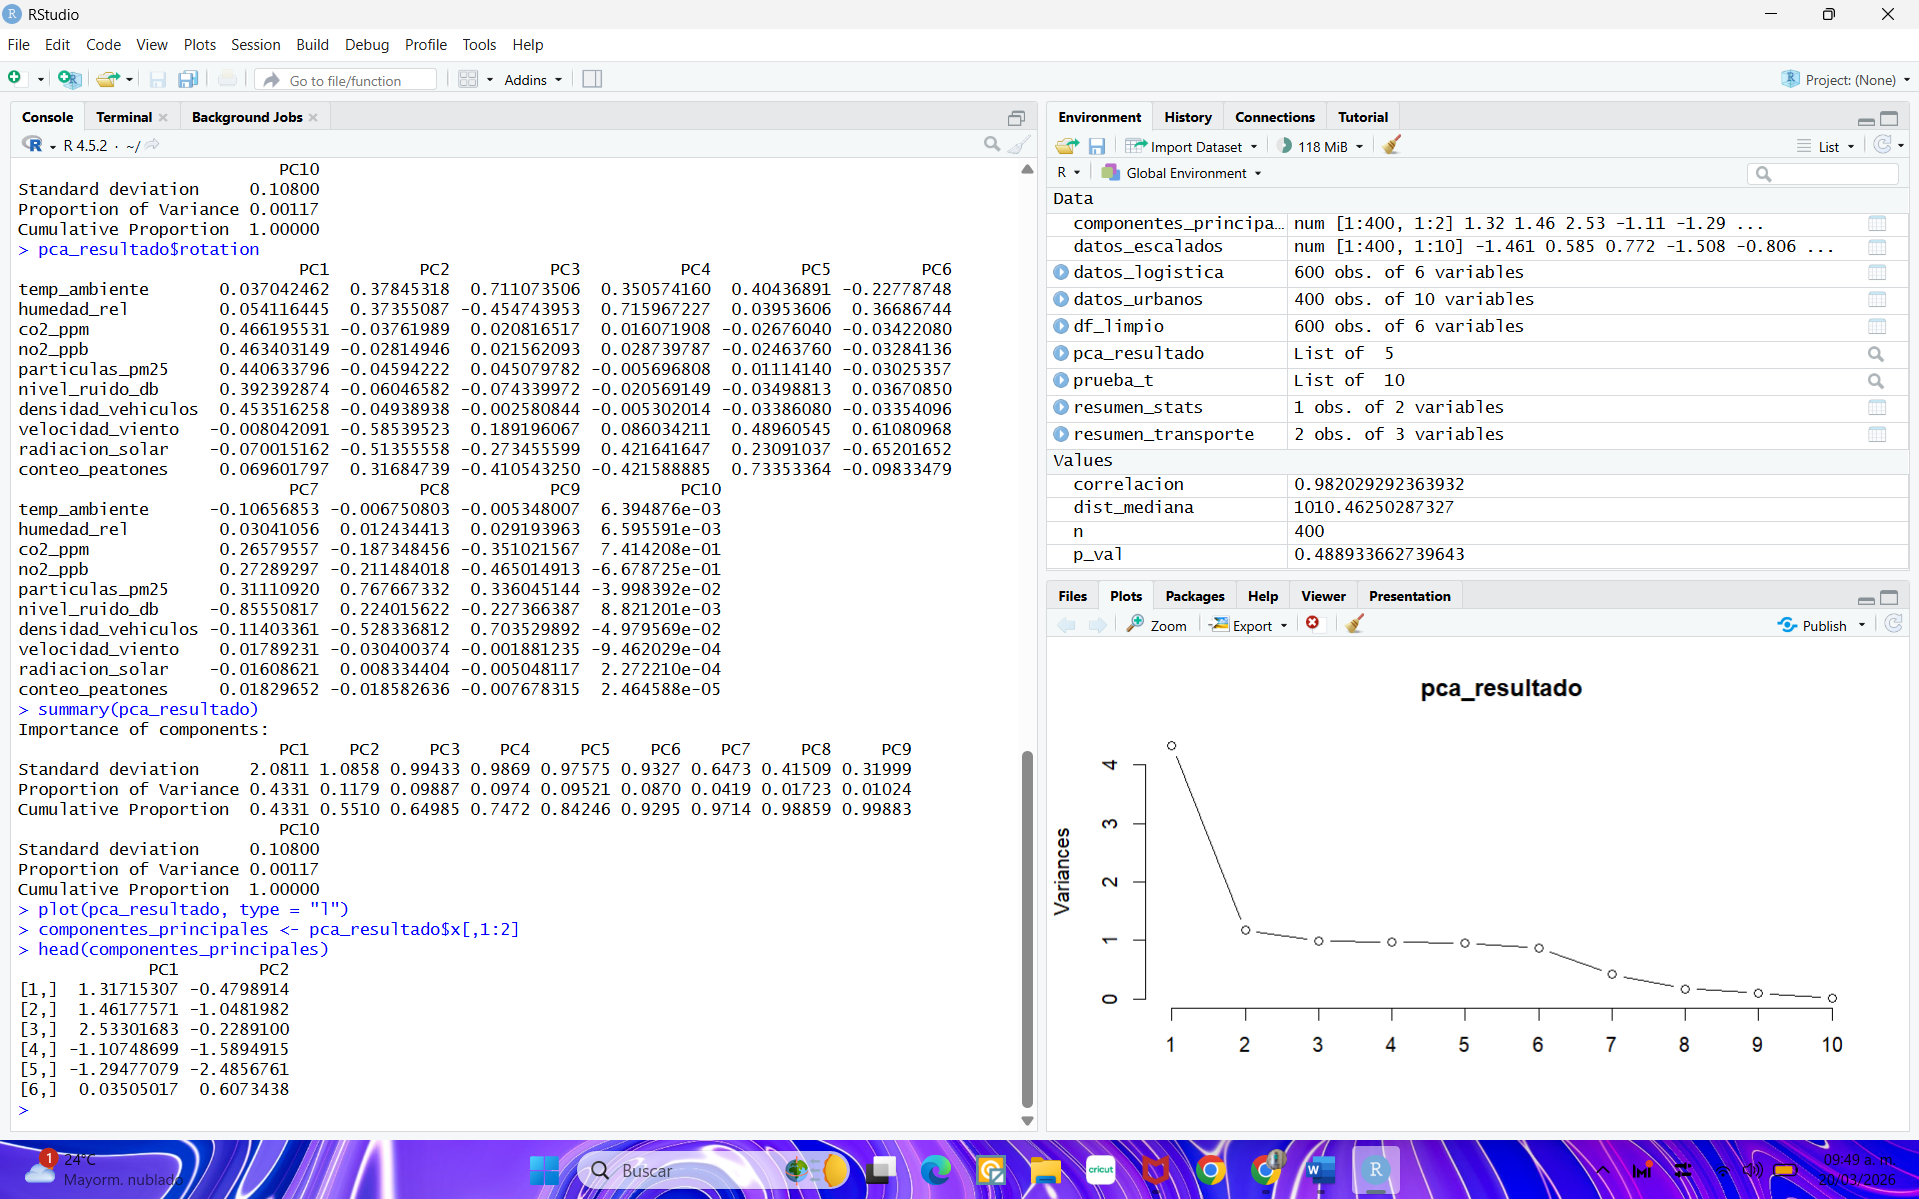 RStudio
File Edit Code View Plots Session Build Debug Profile Tools Help
Go to file/function Addins Project: (None)
Console Terminal Background Jobs
R 4.5.2 · ~/
PC10
Standard deviation     0.10800
Proportion of Variance 0.00117
Cumulative Proportion  1.00000
> pca_resultado$rotation
PC1 PC2 PC3 PC4 PC5 PC6
temp_ambiente 0.037042462 0.37845318 0.711073506 0.350574160 0.40436891 -0.22778748
humedad_rel 0.054116445 0.37355087 -0.454743953 0.715967227 0.03953606 0.36686744
co2_ppm 0.466195531 -0.03761989 0.020816517 0.016071908 -0.02676040 -0.03422080
no2_ppb 0.463403149 -0.02814946 0.021562093 0.028739787 -0.02463760 -0.03284136
particulas_pm25 0.440633796 -0.04594222 0.045079782 -0.005696808 0.01114140 -0.03025357
nivel_ruido_db 0.392392874 -0.06046582 -0.074339972 -0.020569149 -0.03498813 0.03670850
densidad_vehiculos 0.453516258 -0.04938938 -0.002580844 -0.005302014 -0.03386080 -0.03354096
velocidad_viento -0.008042091 -0.58539523 0.189196067 0.086034211 0.48960545 0.61080968
radiacion_solar -0.070015162 -0.51355558 -0.273455599 0.421641647 0.23091037 -0.65201652
conteo_peatones 0.069601797 0.31684739 -0.410543250 -0.421588885 0.73353364 -0.09833479
PC7 PC8 PC9 PC10
temp_ambiente -0.10656853 -0.006750803 -0.005348007 6.394876e-03
humedad_rel 0.03041056 0.012434413 0.029193963 6.595591e-03
co2_ppm 0.26579557 -0.187348456 -0.351021567 7.414208e-01
no2_ppb 0.27289297 -0.211484018 -0.465014913 -6.678725e-01
particulas_pm25 0.31110920 0.767667332 0.336045144 -3.998392e-02
nivel_ruido_db -0.85550817 0.224015622 -0.227366387 8.821201e-03
densidad_vehiculos -0.11403361 -0.528336812 0.703529892 -4.979569e-02
velocidad_viento 0.01789231 -0.030400374 -0.001881235 -9.462029e-04
radiacion_solar -0.01608621 0.008334404 -0.005048117 2.272210e-04
conteo_peatones 0.01829652 -0.018582636 -0.007678315 2.464588e-05
> summary(pca_resultado)
Importance of components:
PC1 PC2 PC3 PC4 PC5 PC6 PC7 PC8 PC9
Standard deviation 2.0811 1.0858 0.99433 0.9869 0.97575 0.9327 0.6473 0.41509 0.31999
Proportion of Variance 0.4331 0.1179 0.09887 0.0974 0.09521 0.0870 0.0419 0.01723 0.01024
Cumulative Proportion 0.4331 0.5510 0.64985 0.7472 0.84246 0.9295 0.9714 0.98859 0.99883
PC10
Standard deviation     0.10800
Proportion of Variance 0.00117
Cumulative Proportion  1.00000
> plot(pca_resultado, type = "l")
> componentes_principales <- pca_resultado$x[,1:2]
> head(componentes_principales)
PC1 PC2
[1,] 1.31715307 -0.4798914
[2,] 1.46177571 -1.0481982
[3,] 2.53301683 -0.2289100
[4,] -1.10748699 -1.5894915
[5,] -1.29477079 -2.4856761
[6,] 0.03505017 0.6073438
>
Environment History Connections Tutorial
Import Dataset 118 MiB List
R Global Environment
Data
componentes_principa… num [1:400, 1:2] 1.32 1.46 2.53 -1.11 -1.29 ...
datos_escalados num [1:400, 1:10] -1.461 0.585 0.772 -1.508 -0.806 ...
datos_logistica 600 obs. of 6 variables
datos_urbanos 400 obs. of 10 variables
df_limpio 600 obs. of 6 variables
pca_resultado List of 5
prueba_t List of 10
resumen_stats 1 obs. of 2 variables
resumen_transporte 2 obs. of 3 variables
Values
correlacion 0.982029292363932
dist_mediana 1010.46250287327
n 400
p_val 0.488933662739643
Files Plots Packages Help Viewer Presentation
Zoom Export Publish
pca_resultado
Variances
4
3
2
1
0
1 2 3 4 5 6 7 8 9 10
1
24°C
Mayorm. nublado
Buscar
cricut
09:49 a. m.
20/03/2026